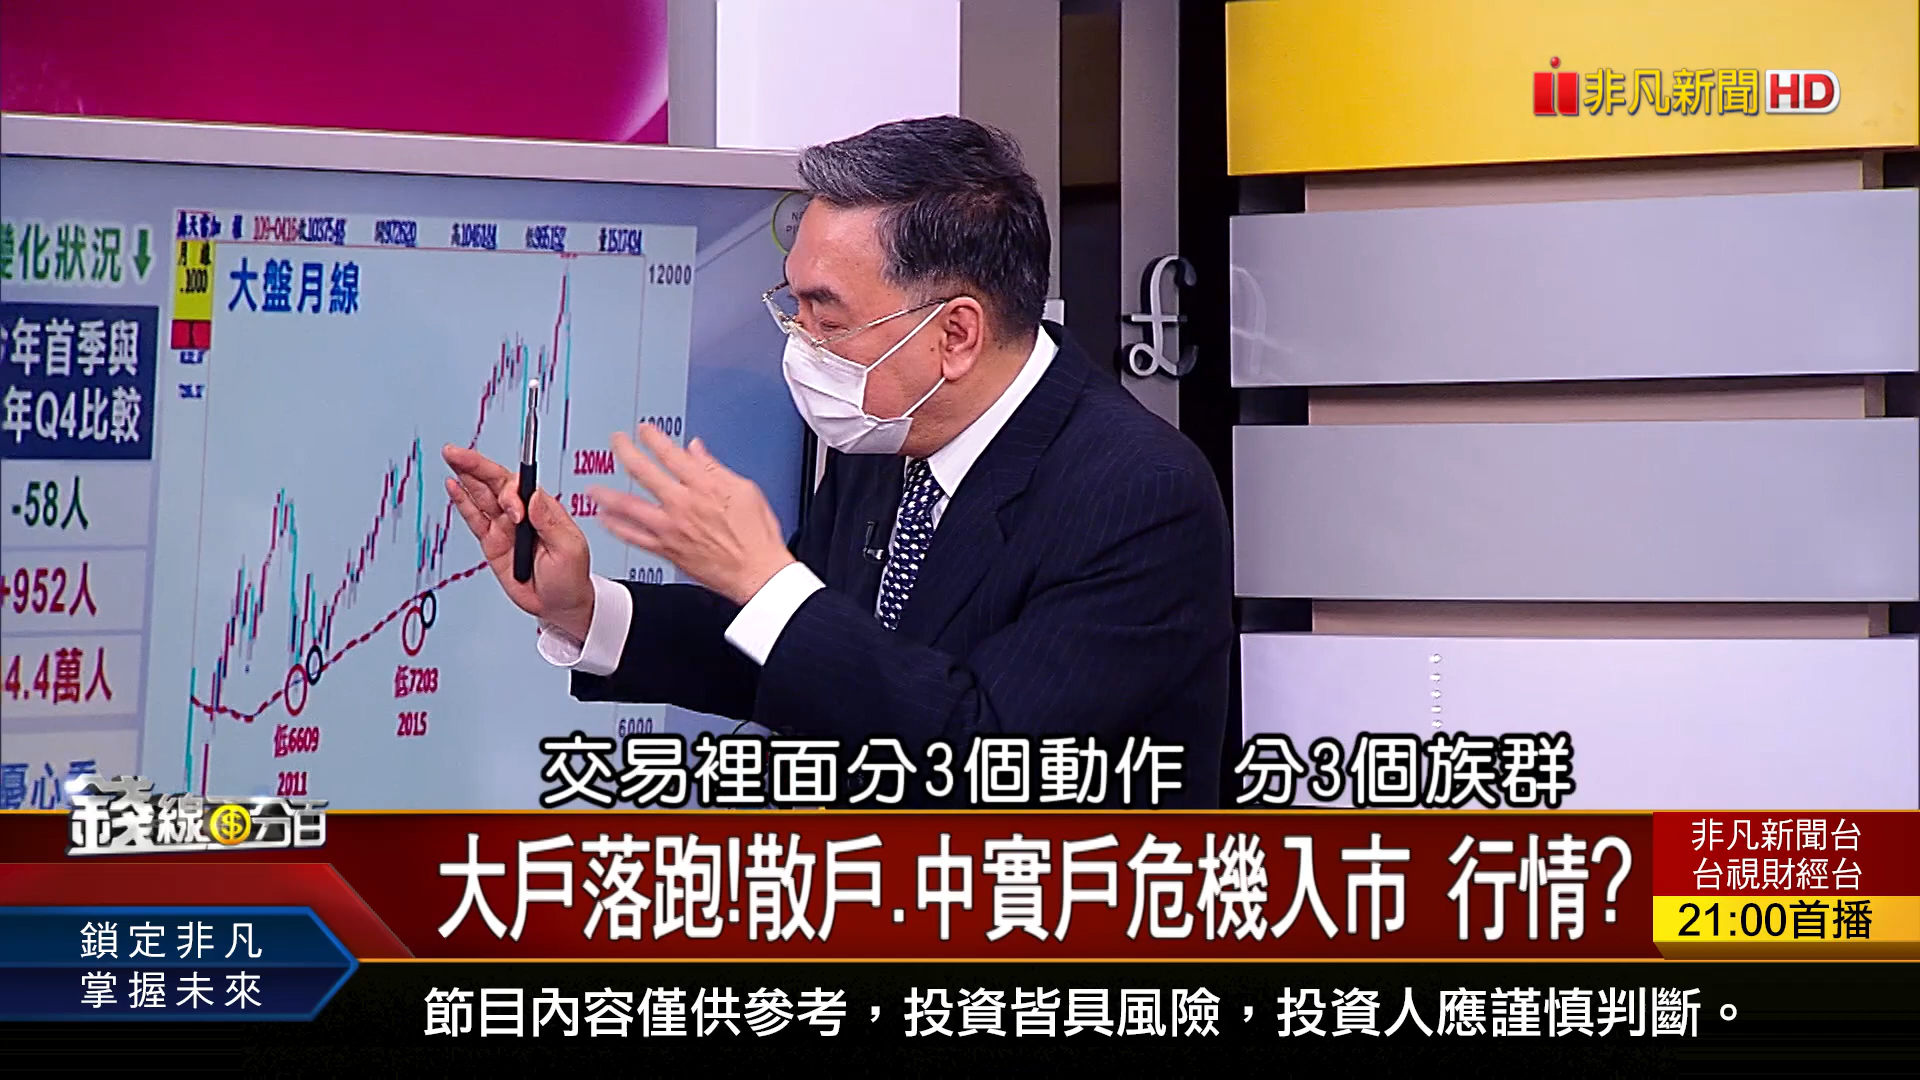 非凡新聞HD
變化狀況
年首季與
年Q4比較
-58人
+952人
4.4萬人
月線
大盤月線
12000
120MA
8000
低7203
2015
6000
低6609
2011
£
交易裡面分3個動作 分3個族群
錢線百分百
大戶落跑!散戶.中實戶危機入市 行情?
非凡新聞台
台視財經台
21:00首播
鎖定非凡
掌握未來
節目內容僅供參考，投資皆具風險，投資人應謹慎判斷。